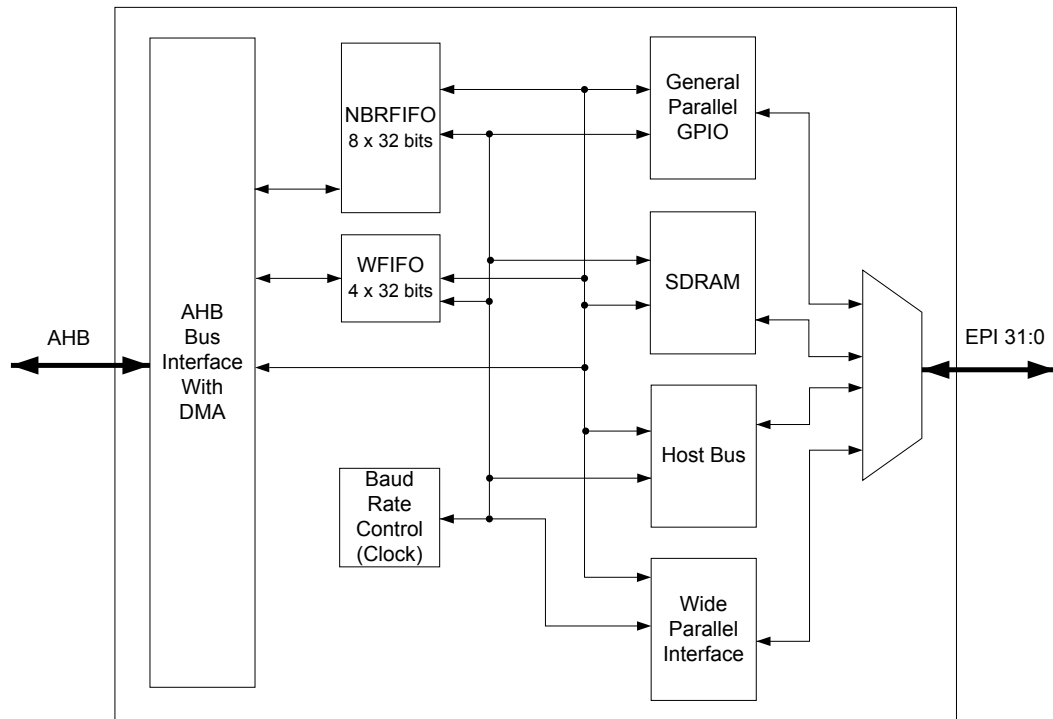 AHB
AHB
Bus
Interface
With
DMA
NBRFIFO
8 x 32 bits
WFIFO
4 x 32 bits
Baud
Rate
Control
(Clock)
General
Parallel
GPIO
SDRAM
Host Bus
Wide
Parallel
Interface
EPI 31:0